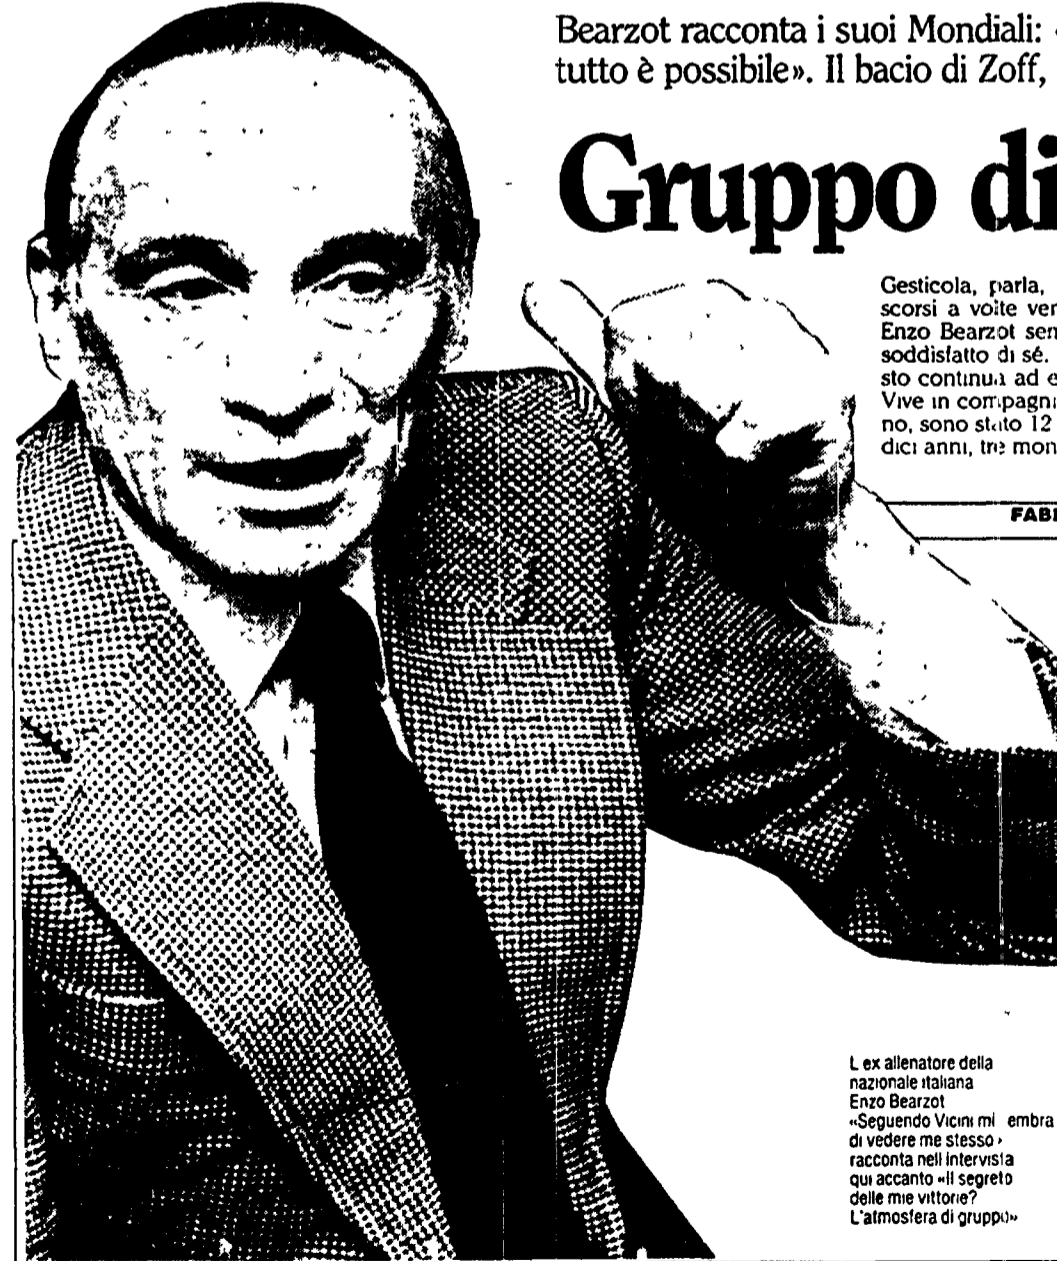 Bearzot racconta i suoi Mondiali: «
tutto è possibile». Il bacio di Zoff,
Gruppo di
Gesticola, parla,
scorsi a volte ver
Enzo Bearzot sen
soddisfatto di sé.
sto continua ad e
Vive in compagni
no, sono stato 12
dici anni, tre mon
FABI
L ex allenatore della
nazionale italiana
Enzo Bearzot
«Seguendo Vicini mi embra
di vedere me stesso»
racconta nell intervista
qui accanto «Il segreto
delle mie vittorie?
L'atmosfera di gruppo»